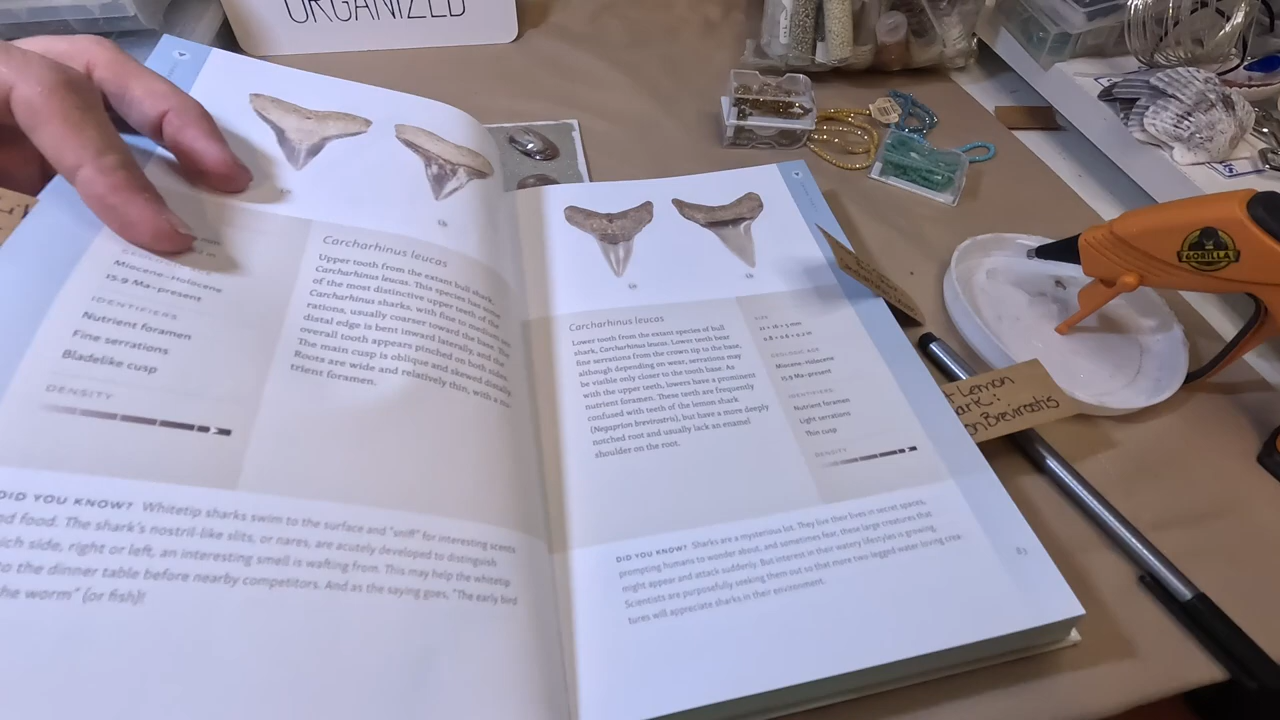 ORGANIZED
Carcharhinus leucas
Upper tooth from the extant bull shark,
Carcharhinus leucas. This species has some
of the most distinctive upper teeth of the
Carcharhinus sharks, with fine to medium
rations, usually coarser toward the base. The
distal edge is bent inward laterally, and the
overall tooth appears pinched on both sides.
The main cusp is oblique and skewed distally.
Roots are wide and relatively thin, with a
trient foramen.
Miocene–Holocene
15.9 Ma–present
IDENTIFIERS
Nutrient foramen
Fine serrations
Bladelike cusp
DENSITY
DID YOU KNOW? Whitetip sharks swim to the surface and "sniff" for interesting scents
nd food. The shark's nostril-like slits, or nares, are acutely developed to distinguish
ich side, right or left, an interesting smell is wafting from. This may help the whitetip
to the dinner table before nearby competitors. And as the saying goes, "The early bird
he worm" (or fish)!
Carcharhinus leucas
Lower tooth from the extant species of bull
shark, Carcharhinus leucas. Lower teeth bear
fine serrations from the crown tip to the base,
although depending on wear, serrations may
be visible only closer to the tooth base. As
with the upper teeth, lowers have a prominent
nutrient foramen. These teeth are frequently
confused with teeth of the lemon shark
(Negaprion brevirostris), but have a more deeply
notched root and usually lack an enamel
shoulder on the root.
SIZE
GEOLOGIC AGE
Miocene–Holocene
15.9 Ma–present
IDENTIFIERS
Nutrient foramen
Light serrations
Thin cusp
DENSITY
DID YOU KNOW? Sharks are a mysterious lot. They live their lives in secret spaces,
prompting humans to wonder about, and sometimes fear, these large creatures that
might appear and attack suddenly. But interest in their watery lifestyles is growing.
Scientists are purposefully seeking them out so that more two-legged water-loving crea-
tures will appreciate sharks in their environment.
83
Lemon
ark:
on Brevirostis
GORILLA